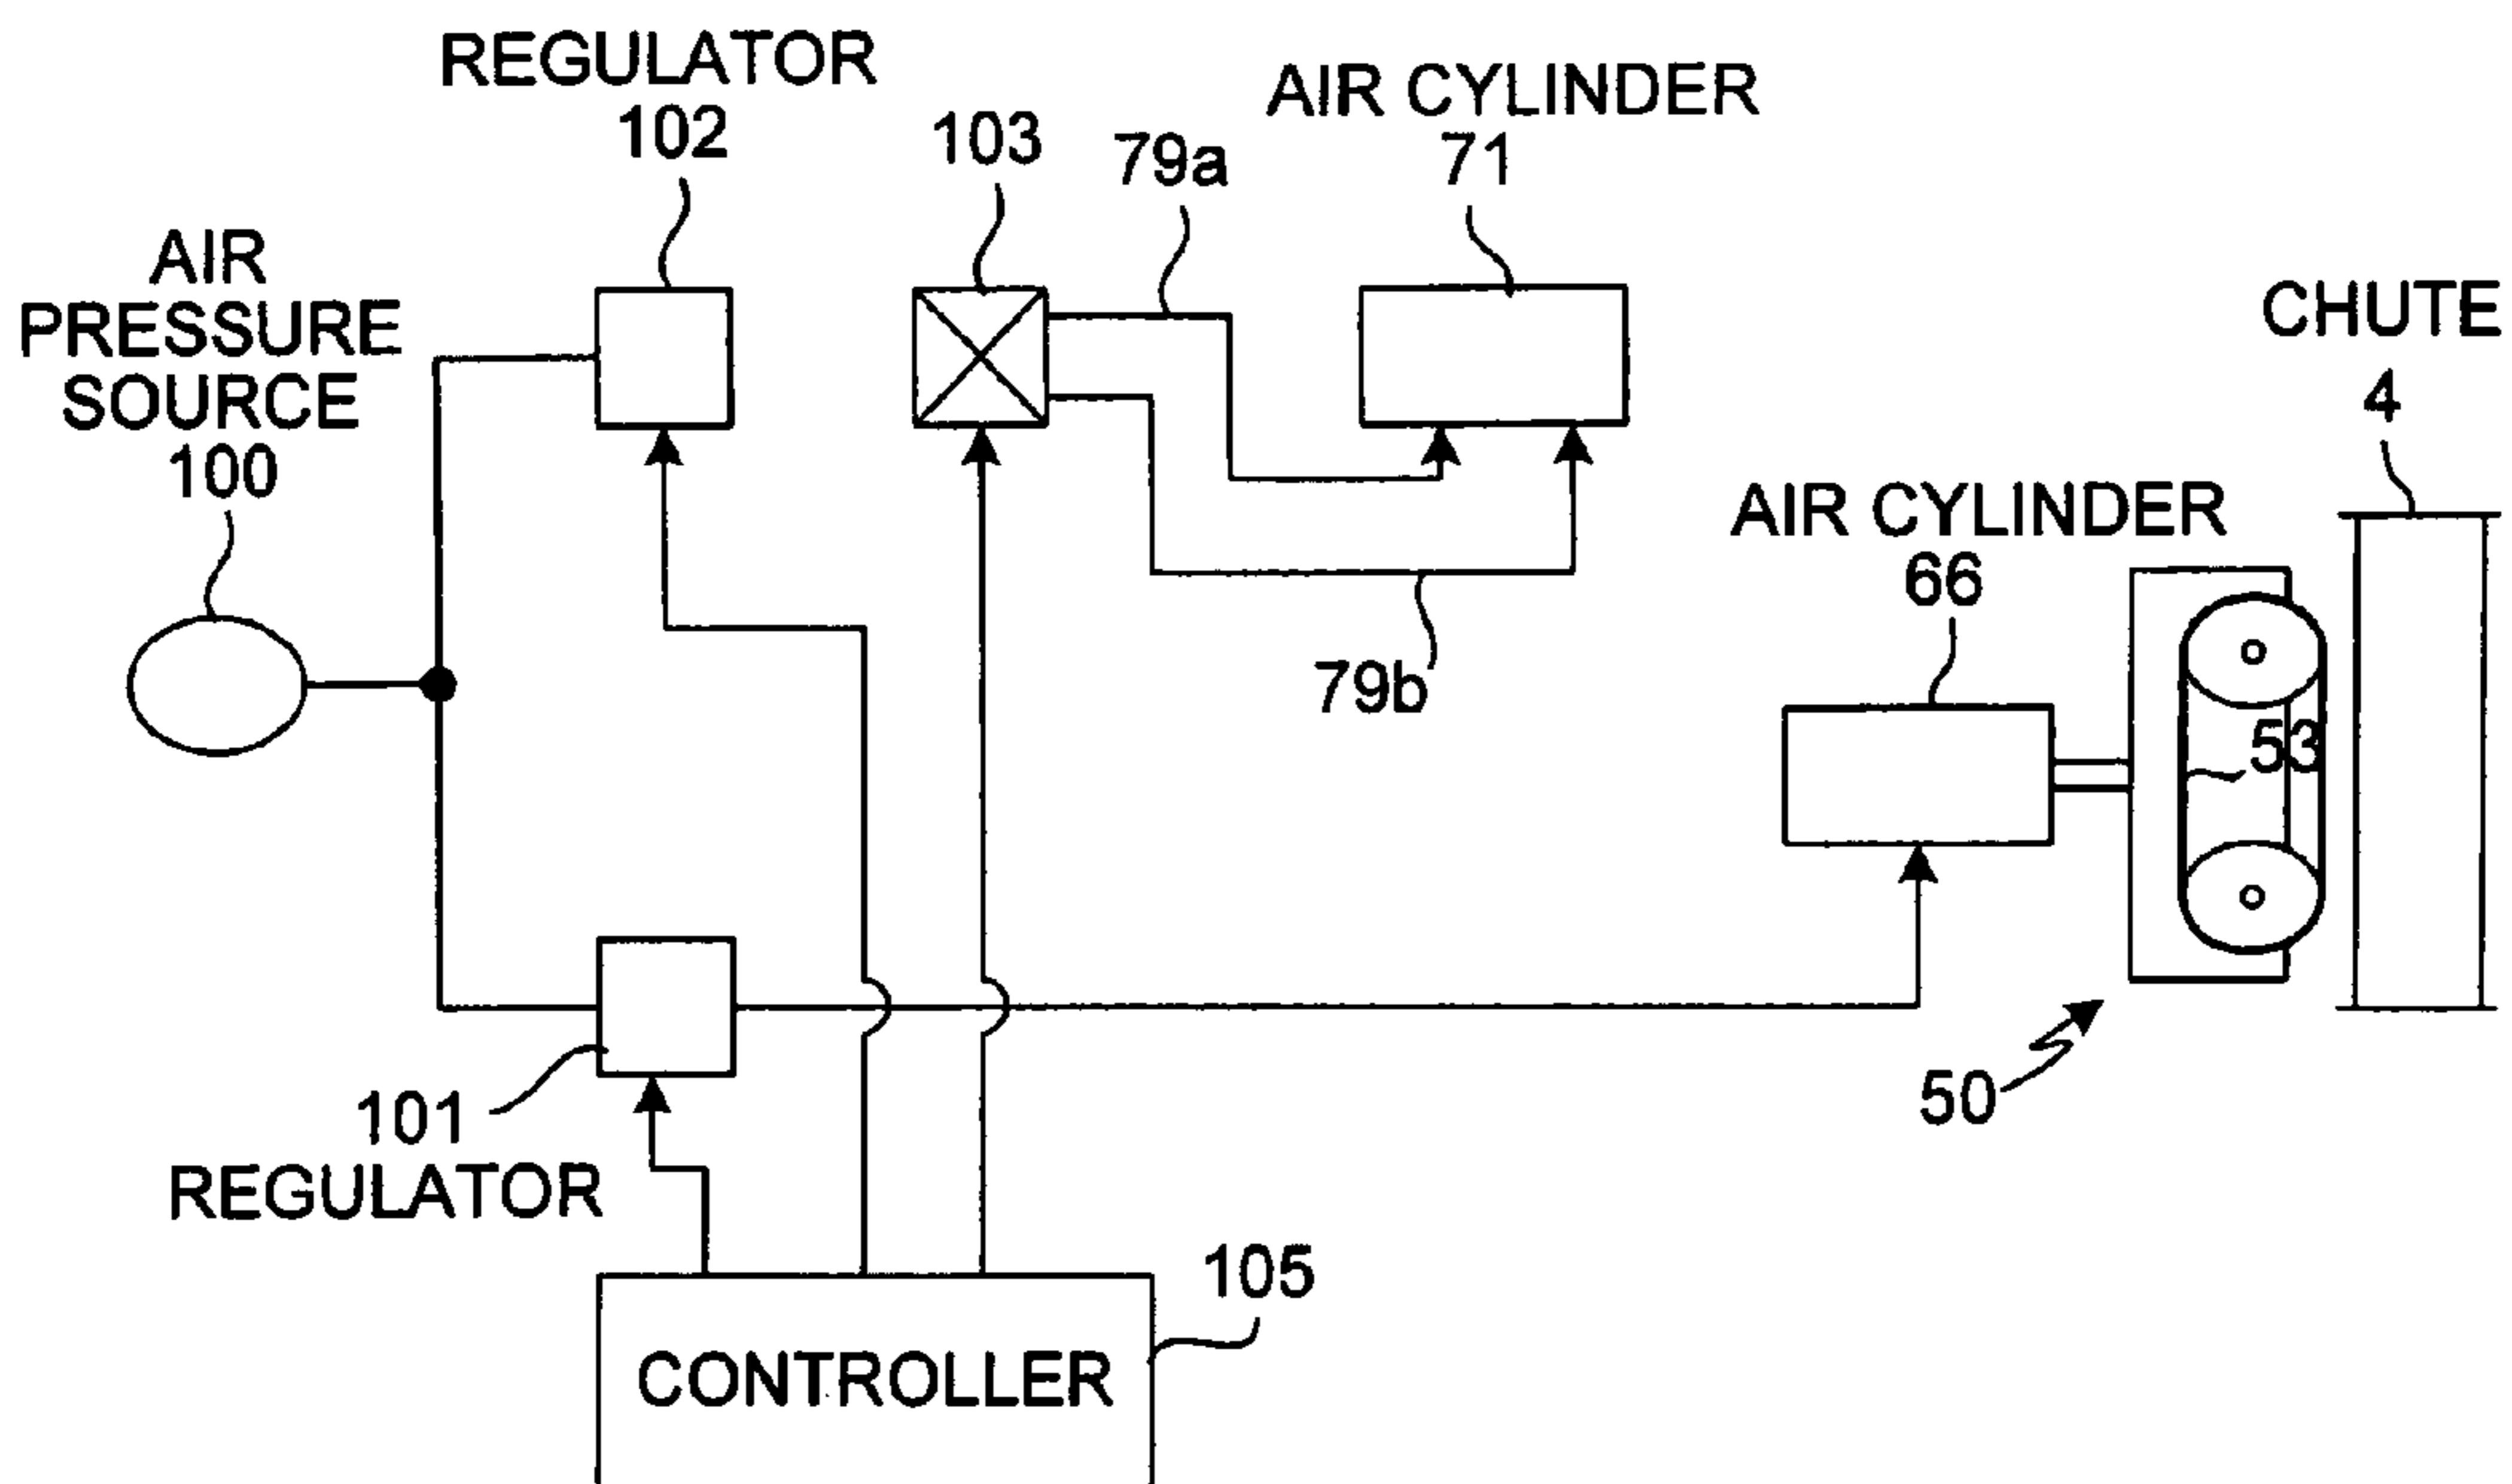 REGULATOR
102
103
79a
AIR CYLINDER
71
AIR
PRESSURE
SOURCE
100
CHUTE
4
AIR CYLINDER
66
79b
53
101
REGULATOR
50
105
CONTROLLER